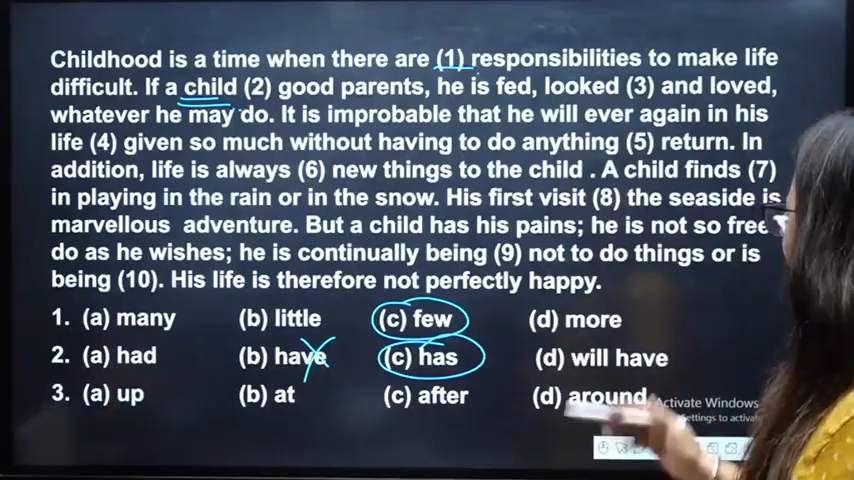 Childhood is a time when there are (1) responsibilities to make life
difficult. If a child (2) good parents, he is fed, looked (3) and loved,
whatever he may do. It is improbable that he will ever again in his
life (4) given so much without having to do anything (5) return. In
addition, life is always (6) new things to the child . A child finds (7)
in playing in the rain or in the snow. His first visit (8) the seaside is
marvellous adventure. But a child has his pains; he is not so free
do as he wishes; he is continually being (9) not to do things or is
being (10). His life is therefore not perfectly happy.
1. (a) many (b) little (c) few (d) more
2. (a) had (b) have (c) has (d) will have
3. (a) up (b) at (c) after (d) around
Activate Windows
Settings to activat